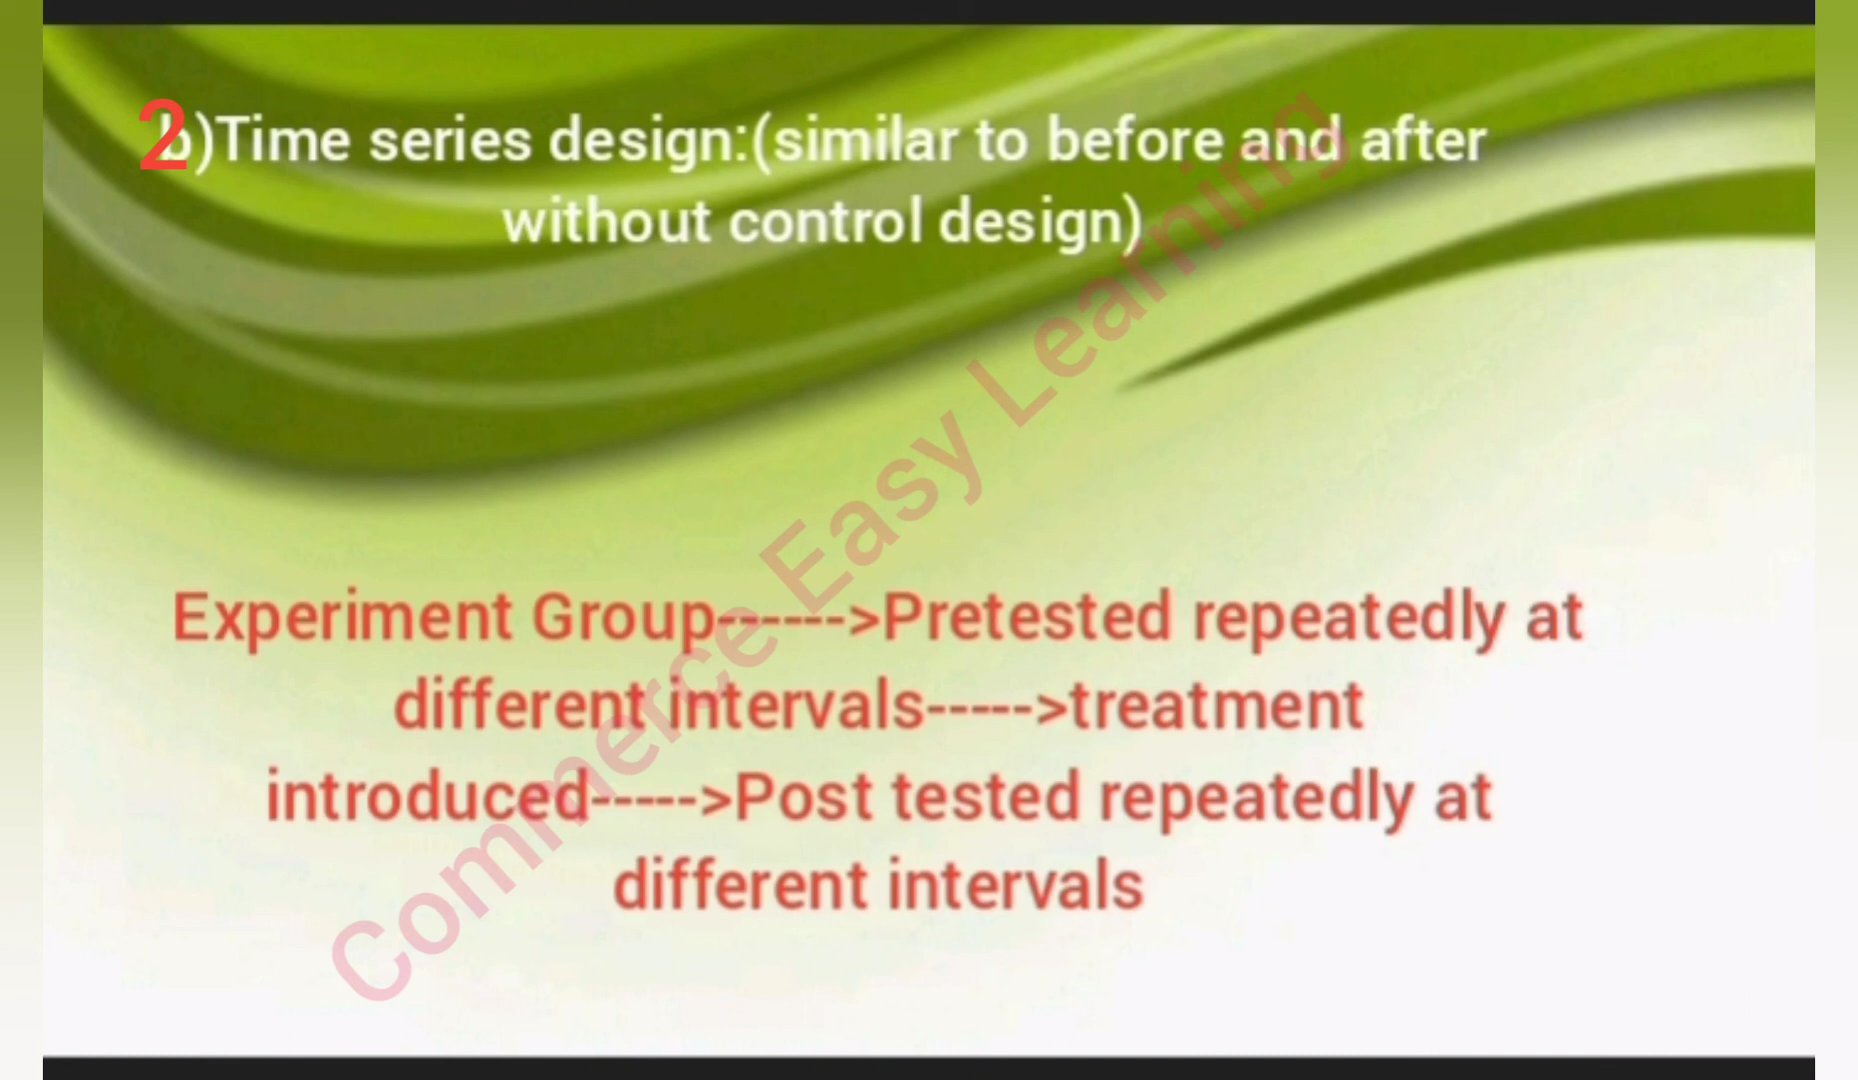 2b)Time series design:(similar to before and after
without control design)
Experiment Group------>Pretested repeatedly at
different intervals----->treatment
introduced----->Post tested repeatedly at
different intervals
Commerce Easy Learning